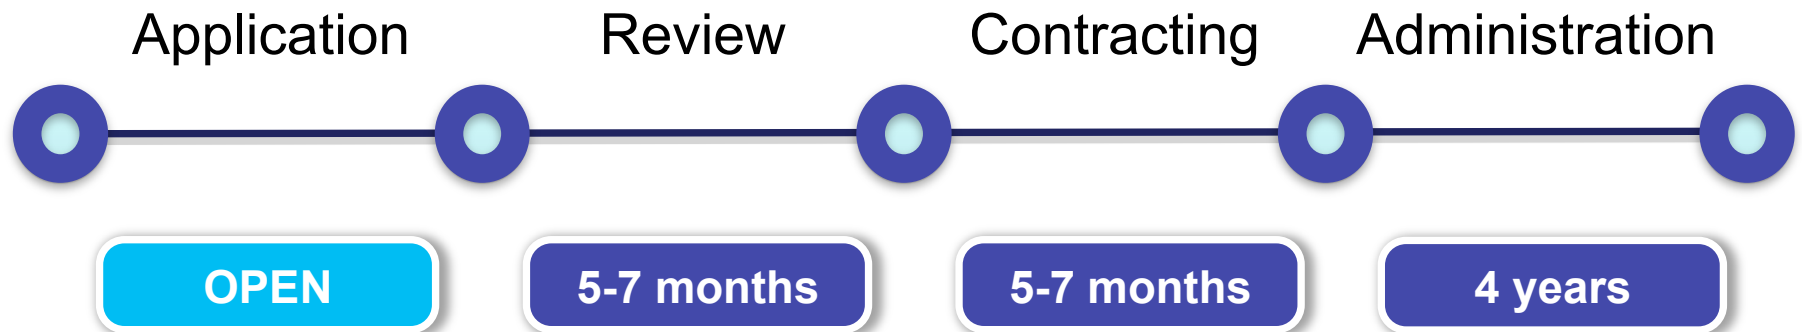 Application Review Contracting Administration
OPEN 5-7 months 5-7 months 4 years